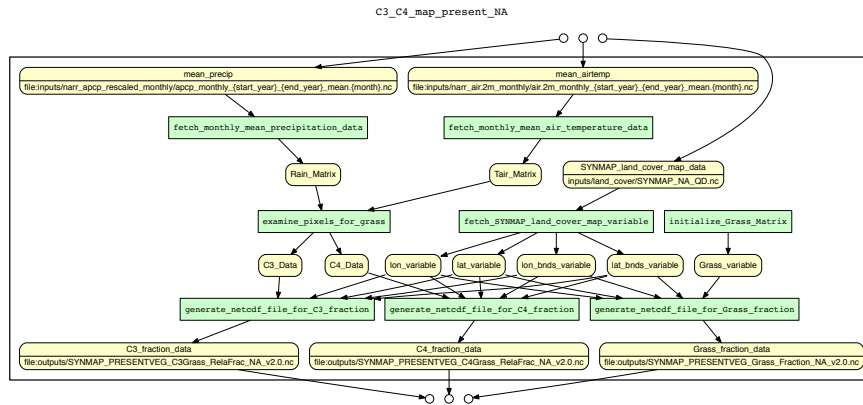 C3_C4_map_present_NA
mean_precip
file:inputs/narr_apcp_rescaled_monthly/apcp_monthly_{start_year}_{end_year}_mean.{month}.nc
mean_airtemp
file:inputs/narr_air.2m_monthly/air.2m_monthly_{start_year}_{end_year}_mean.{month}.nc
fetch_monthly_mean_precipitation_data
fetch_monthly_mean_air_temperature_data
SYNMAP_land_cover_map_data
inputs/land_cover/SYNMAP_NA_QD.nc
Rain_Matrix
Tair_Matrix
examine_pixels_for_grass
fetch_SYNMAP_land_cover_map_variable
initialize_Grass_Matrix
C3_Data
C4_Data
lon_variable
lat_variable
lon_bnds_variable
lat_bnds_variable
Grass_variable
generate_netcdf_file_for_C3_fraction
generate_netcdf_file_for_C4_fraction
generate_netcdf_file_for_Grass_fraction
C3_fraction_data
file:outputs/SYNMAP_PRESENTVEG_C3Grass_RelaFrac_NA_v2.0.nc
C4_fraction_data
file:outputs/SYNMAP_PRESENTVEG_C4Grass_RelaFrac_NA_v2.0.nc
Grass_fraction_data
file:outputs/SYNMAP_PRESENTVEG_Grass_Fraction_NA_v2.0.nc